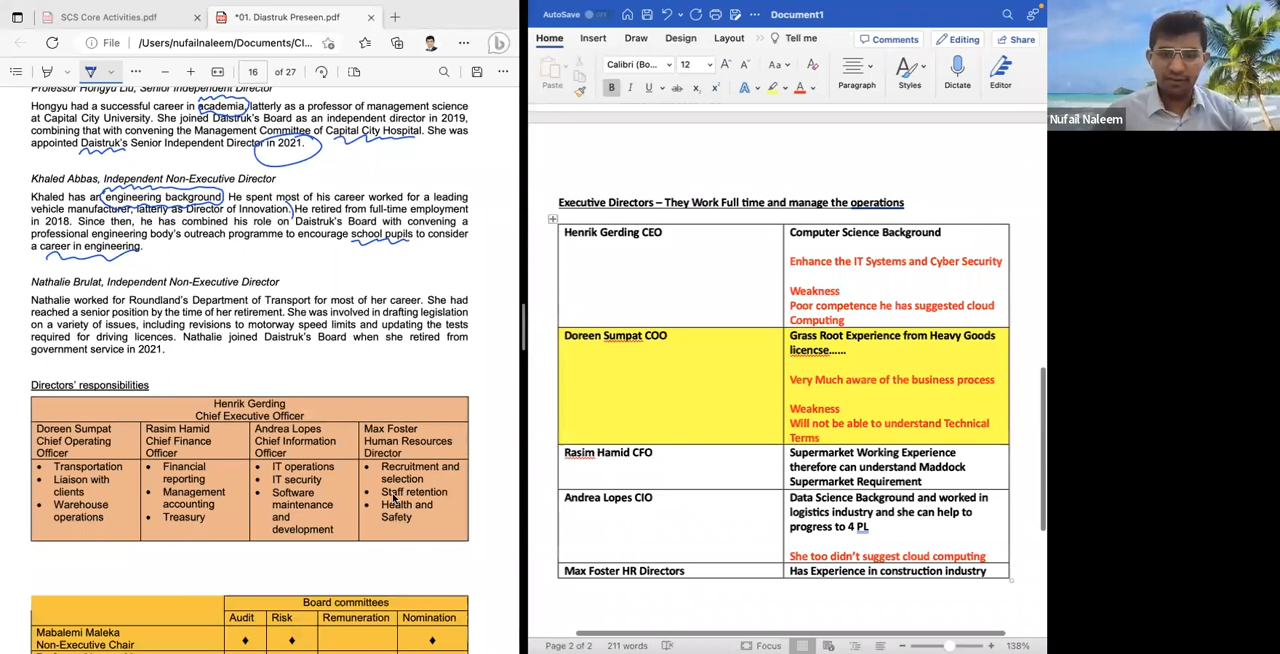 SCS Core Activities.pdf
*01. Diastruk Preseen.pdf
File
/Users/nufailnaleem/Documents/CI...
16
of 27
Professor Hongyu Liu, Senior Independent Director
Hongyu had a successful career in academia, latterly as a professor of management science
at Capital City University. She joined Daistruk's Board as an independent director in 2019,
combining that with convening the Management Committee of Capital City Hospital. She was
appointed Daistruk's Senior Independent Director in 2021.
Khaled Abbas, Independent Non-Executive Director
Khaled has an engineering background. He spent most of his career worked for a leading
vehicle manufacturer, latterly as Director of Innovation. He retired from full-time employment
in 2018. Since then, he has combined his role on Daistruk's Board with convening a
professional engineering body's outreach programme to encourage school pupils to consider
a career in engineering.
Nathalie Brulat, Independent Non-Executive Director
Nathalie worked for Roundland's Department of Transport for most of her career. She had
reached a senior position by the time of her retirement. She was involved in drafting legislation
on a variety of issues, including revisions to motorway speed limits and updating the tests
required for driving licences. Nathalie joined Daistruk's Board when she retired from
government service in 2021.
Directors' responsibilities
Henrik Gerding
Chief Executive Officer
Doreen Sumpat
Chief Operating
Officer
Rasim Hamid
Chief Finance
Officer
Andrea Lopes
Chief Information
Officer
Max Foster
Human Resources
Director
• Transportation
• Liaison with
clients
• Warehouse
operations
• Financial
reporting
• Management
accounting
• Treasury
• IT operations
• IT security
• Software
maintenance
and
development
• Recruitment and
selection
• Staff retention
• Health and
Safety
Board committees
Audit
Risk
Remuneration
Nomination
Mabalemi Maleka
Non-Executive Chair
♦
♦
♦
AutoSave
OFF
Document1
Home
Insert
Draw
Design
Layout
Tell me
Comments
Editing
Share
Paste
Calibri (Bo...
12
Paragraph
Styles
Dictate
Editor
Executive Directors – They Work Full time and manage the operations
Henrik Gerding CEO
Computer Science Background
Enhance the IT Systems and Cyber Security
Weakness
Poor competence he has suggested cloud
Computing
Doreen Sumpat COO
Grass Root Experience from Heavy Goods
licencse......
Very Much aware of the business process
Weakness
Will not be able to understand Technical
Terms
Rasim Hamid CFO
Supermarket Working Experience
therefore can understand Maddock
Supermarket Requirement
Andrea Lopes CIO
Data Science Background and worked in
logistics industry and she can help to
progress to 4 PL
She too didn't suggest cloud computing
Max Foster HR Directors
Has Experience in construction industry
Page 2 of 2
211 words
Focus
138%
Nufail Naleem